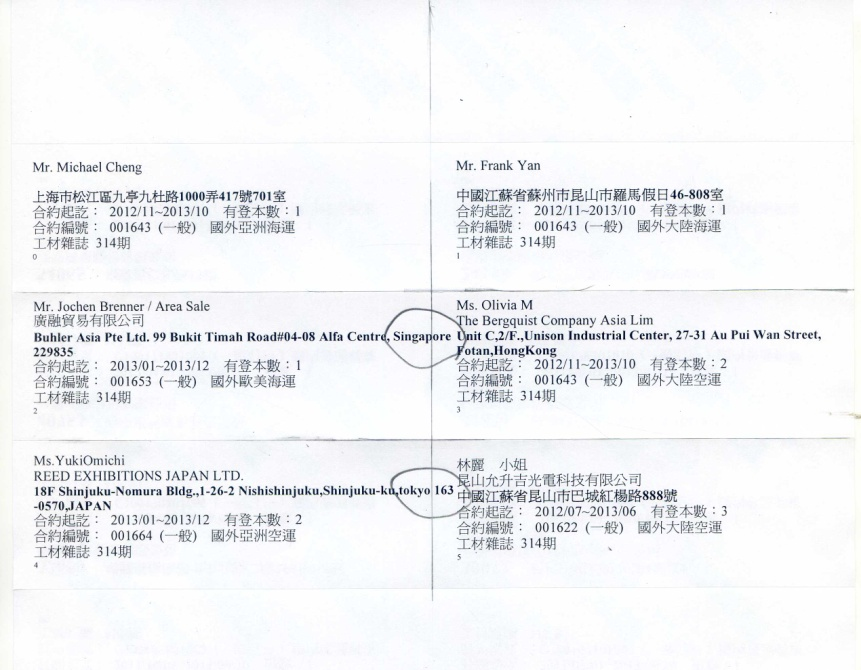 Mr. Michael Cheng
上海市松江區九亭九杜路1000弄417號701室
合約起訖： 2012/11~2013/10 有登本數：1
合約編號： 001643 (一般) 國外亞洲海運
工材雜誌 314期
0
Mr. Frank Yan
中國江蘇省蘇州市昆山市羅馬假日46-808室
合約起訖： 2012/11~2013/10 有登本數：1
合約編號： 001643 (一般) 國外大陸海運
工材雜誌 314期
1
Mr. Jochen Brenner / Area Sale
廣融貿易有限公司
Buhler Asia Pte Ltd. 99 Bukit Timah Road#04-08 Alfa Centre, Singapore
229835
合約起訖： 2013/01~2013/12 有登本數：1
合約編號： 001653 (一般) 國外歐美海運
工材雜誌 314期
2
Ms. Olivia M
The Bergquist Company Asia Lim
Unit C,2/F.,Unison Industrial Center, 27-31 Au Pui Wan Street,
Fotan,HongKong
合約起訖： 2012/11~2013/10 有登本數：2
合約編號： 001643 (一般) 國外大陸空運
工材雜誌 314期
3
Ms.YukiOmichi
REED EXHIBITIONS JAPAN LTD.
18F Shinjuku-Nomura Bldg.,1-26-2 Nishishinjuku,Shinjuku-ku,tokyo 163
-0570,JAPAN
合約起訖： 2013/01~2013/12 有登本數：2
合約編號： 001664 (一般) 國外亞洲空運
工材雜誌 314期
4
林麗 小姐
昆山允升吉光電科技有限公司
中國江蘇省昆山市巴城紅楊路888號
合約起訖： 2012/07~2013/06 有登本數：3
合約編號： 001622 (一般) 國外大陸空運
工材雜誌 314期
5